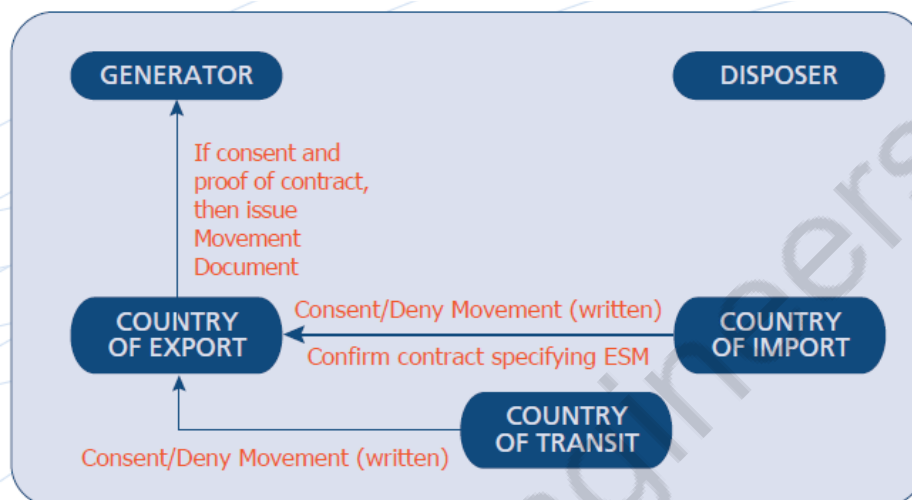 GENERATOR
DISPOSER
If consent and
proof of contract,
then issue
Movement
Document
COUNTRY
OF EXPORT
Consent/Deny Movement (written)
Confirm contract specifying ESM
COUNTRY
OF IMPORT
COUNTRY
OF TRANSIT
Consent/Deny Movement (written)
ngineers